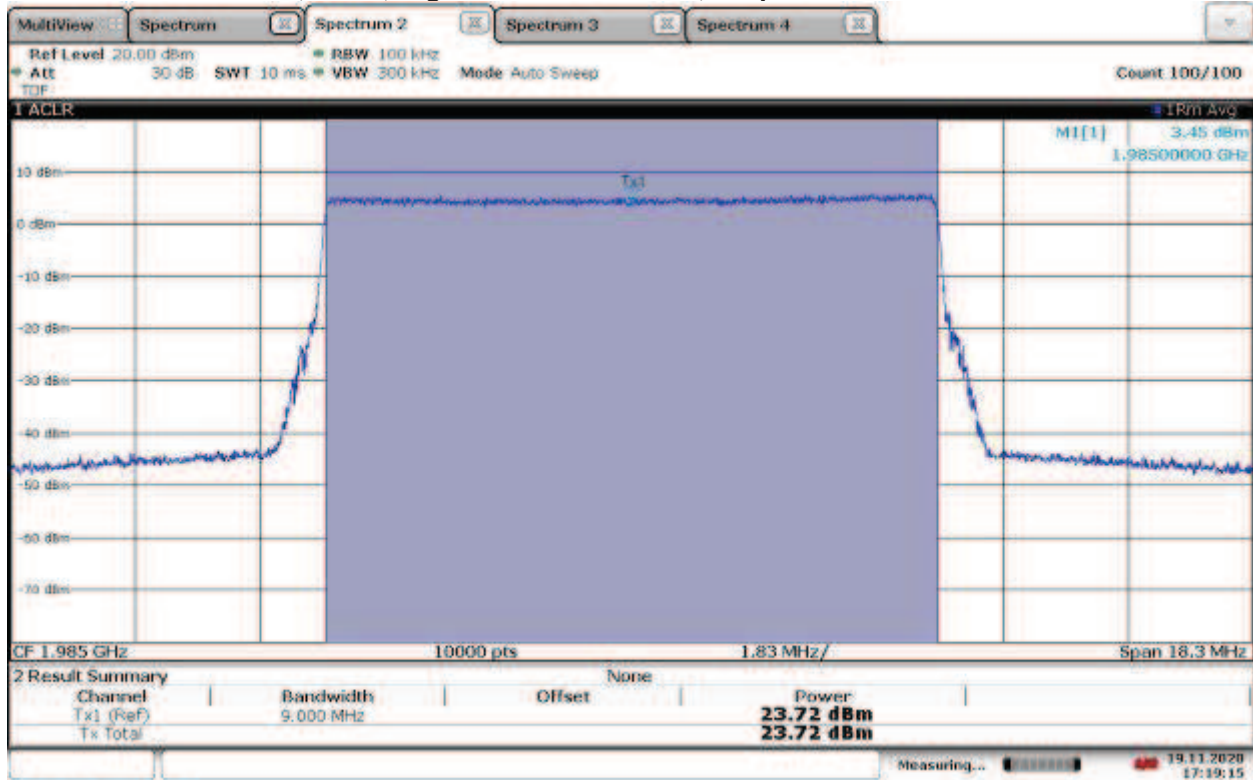 MultiView Spectrum Spectrum 2 Spectrum 3 Spectrum 4
Ref Level 20.00 dBm RBW 100 kHz
Att 30 dB SWT 10 ms VBW 300 kHz Mode Auto Sweep Count 100/100
TDF
1 ACLR 1Rm Avg
M1[1] 3.45 dBm
1.98500000 GHz
10 dBm
Tx1
0 dBm
-10 dBm
-20 dBm
-30 dBm
-40 dBm
-50 dBm
-60 dBm
-70 dBm
CF 1.985 GHz 10000 pts 1.83 MHz/ Span 18.3 MHz
2 Result Summary None
Channel Bandwidth Offset Power
Tx1 (Ref) 9.000 MHz 23.72 dBm
Tx Total 23.72 dBm
Measuring... 19.11.2020
17:19:15